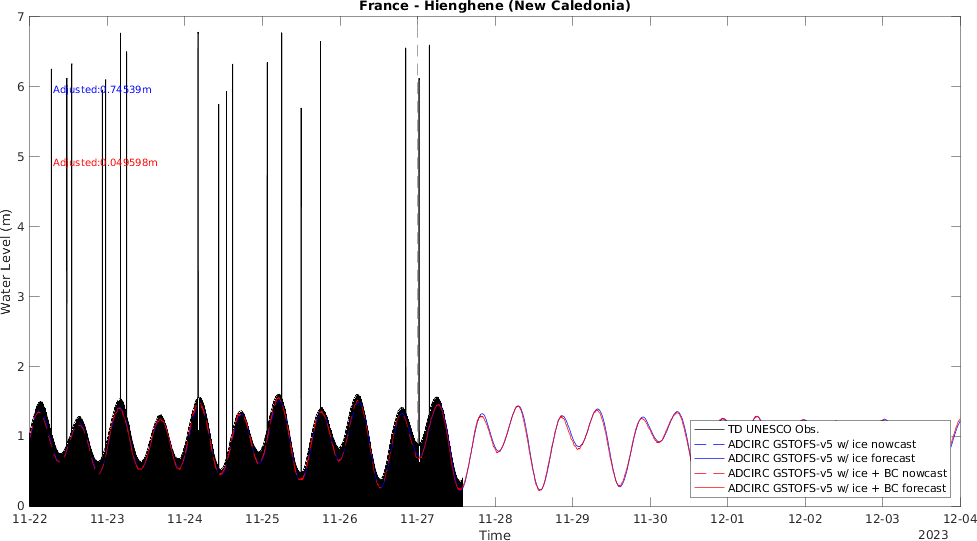 France - Hienghene (New Caledonia)
7
6
5
4
3
2
1
0
Water Level (m)
Adjusted:0.74539m
Adjusted:0.049598m
TD UNESCO Obs.
ADCIRC GSTOFS-v5 w/ ice nowcast
ADCIRC GSTOFS-v5 w/ ice forecast
ADCIRC GSTOFS-v5 w/ ice + BC nowcast
ADCIRC GSTOFS-v5 w/ ice + BC forecast
11-22 11-23 11-24 11-25 11-26 11-27 11-28 11-29 11-30 12-01 12-02 12-03 12-04
Time
2023